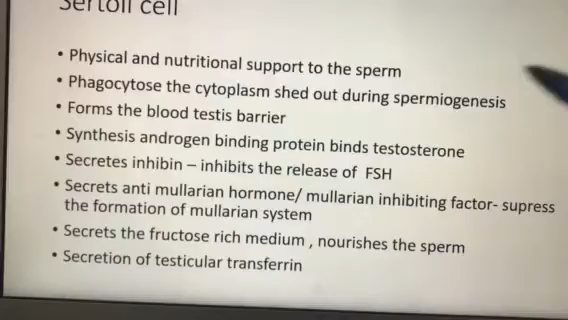 Sertoli cell
• Physical and nutritional support to the sperm
• Phagocytose the cytoplasm shed out during spermiogenesis
• Forms the blood testis barrier
• Synthesis androgen binding protein binds testosterone
• Secretes inhibin – inhibits the release of FSH
• Secrets anti mullarian hormone/ mullarian inhibiting factor- supress
the formation of mullarian system
• Secrets the fructose rich medium , nourishes the sperm
• Secretion of testicular transferrin